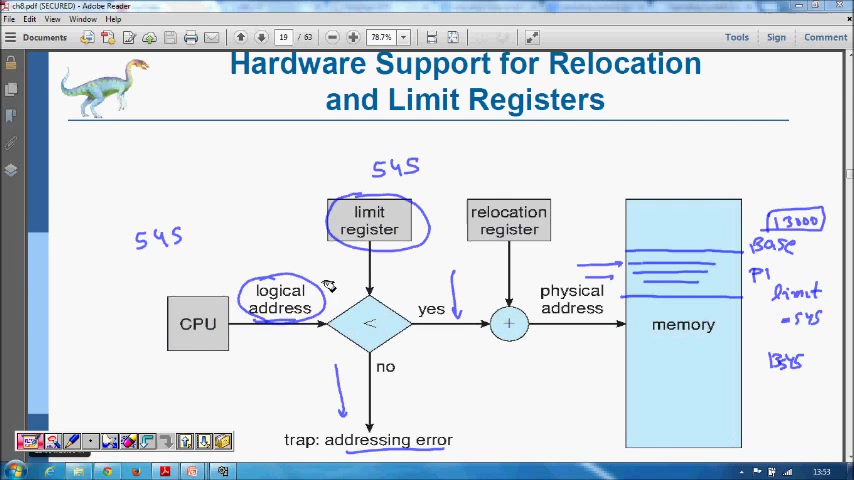 ch8.pdf (SECURED) - Adobe Reader
File Edit View Window Help
Documents
19 / 63
78.7%
Tools Sign Comment
Hardware Support for Relocation
and Limit Registers
545
545
limit
register
relocation
register
13000
Base
P1
limit
= 545
13545
logical
address
CPU
<
yes
+
physical
address
memory
no
trap: addressing error
13:53